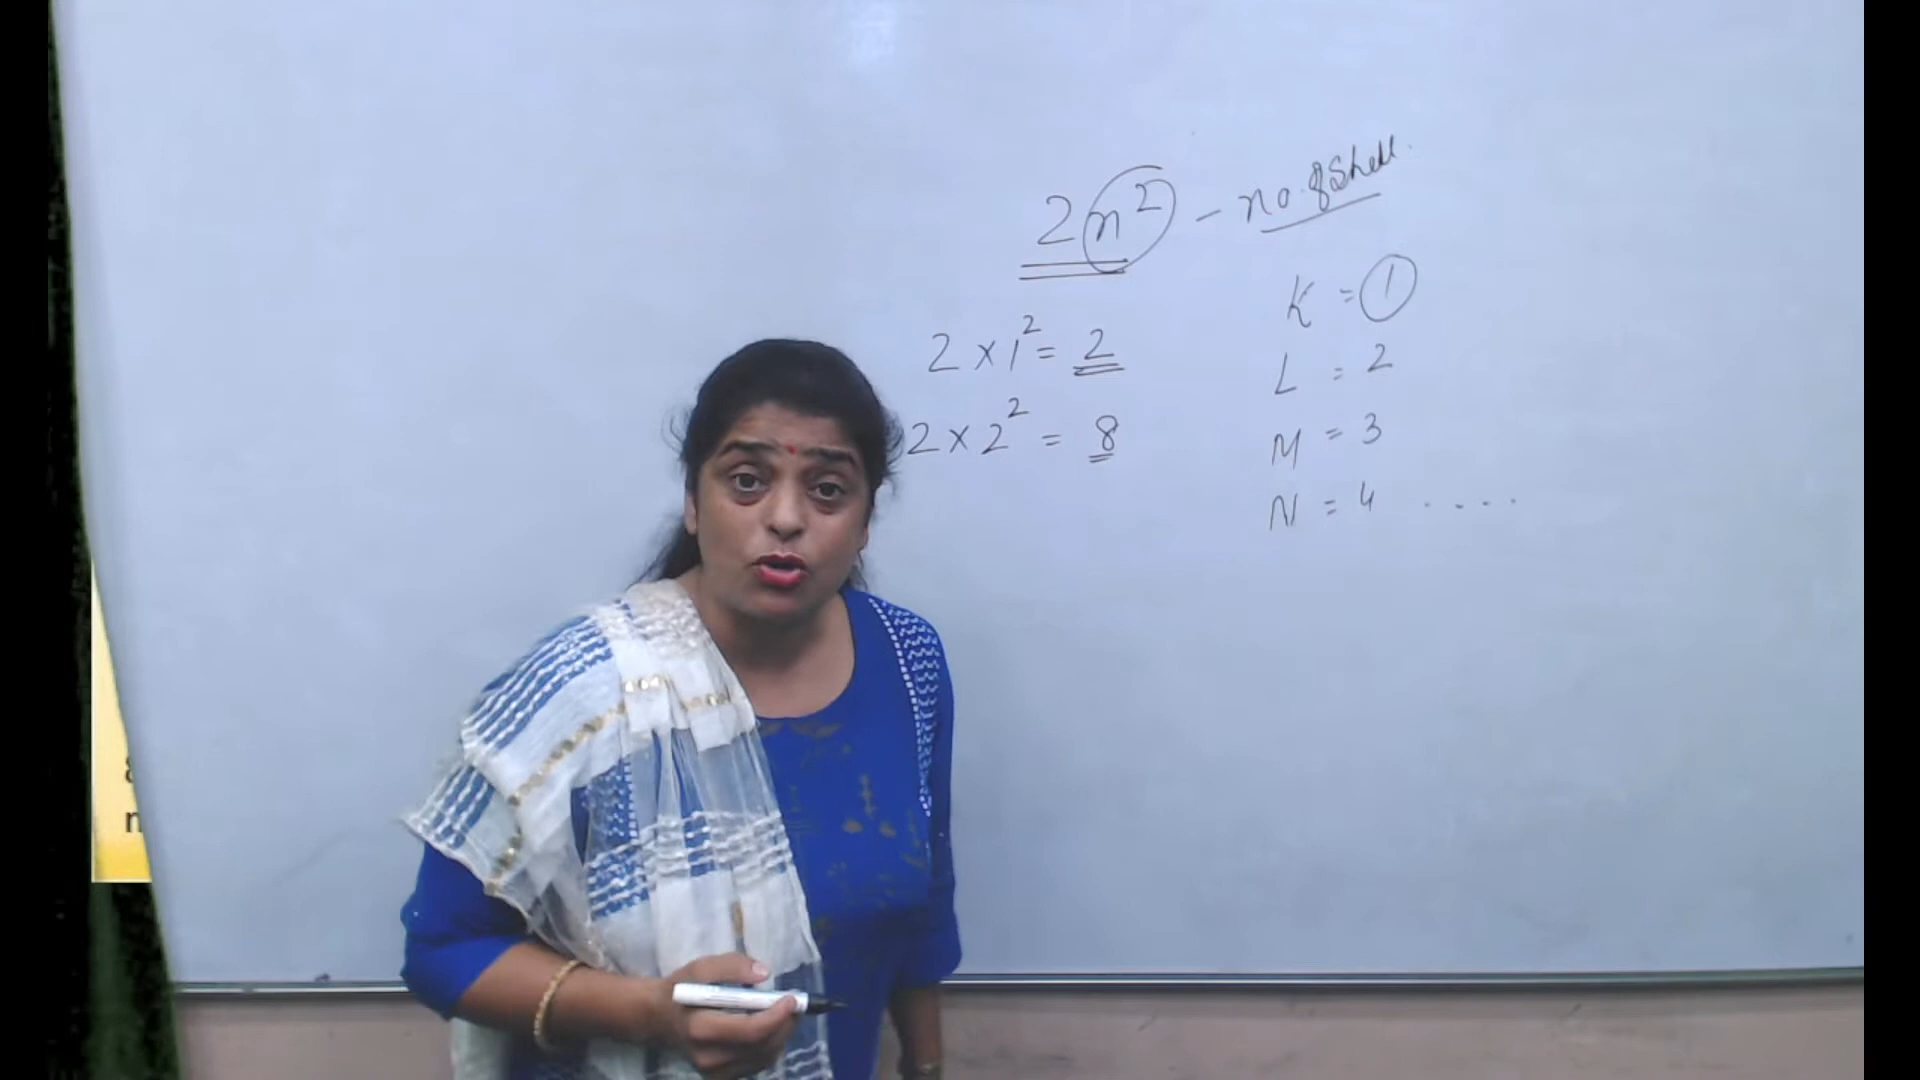 2n² - no. of Shell.
K = 1
2 × 1² = 2
L = 2
2 × 2² = 8
M = 3
N = 4 ....